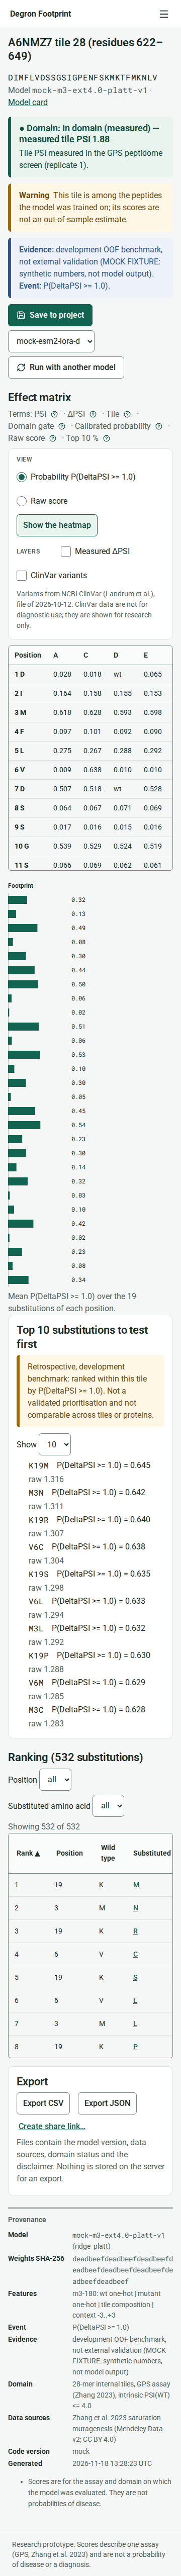 Degron Footprint
A6NMZ7 tile 28 (residues 622–
649)
DIMFLVDSSGSIGPENFSKMKTFMKNLV
Model mock-m3-ext4.0-platt-v1 ·
Model card
● Domain: In domain (measured) —
measured tile PSI 1.88
Tile PSI measured in the GPS peptidome
screen (replicate 1).
Warning This tile is among the peptides
the model was trained on; its scores are
not an out-of-sample estimate.
Evidence: development OOF benchmark,
not external validation (MOCK FIXTURE:
synthetic numbers, not model output).
Event: P(DeltaPSI >= 1.0).
Save to project
mock-esm2-lora-d
Run with another model
Effect matrix
Terms: PSI ? · ΔPSI ? · Tile ? ·
Domain gate ? · Calibrated probability ? ·
Raw score ? · Top 10 % ?
VIEW
Probability P(DeltaPSI >= 1.0)
Raw score
Show the heatmap
LAYERS Measured ΔPSI
ClinVar variants
Variants from NCBI ClinVar (Landrum et al.),
file of 2026-10-12. ClinVar data are not for
diagnostic use, and are shown for research
only.
Position A C D E
1 D 0.028 0.018 wt 0.065
2 I 0.164 0.158 0.155 0.153
3 M 0.618 0.628 0.593 0.598
4 F 0.097 0.101 0.092 0.090
5 L 0.275 0.267 0.288 0.292
6 V 0.009 0.638 0.010 0.010
7 D 0.507 0.518 wt 0.528
8 S 0.064 0.067 0.071 0.069
9 S 0.017 0.016 0.015 0.016
10 G 0.539 0.529 0.524 0.519
11 S 0.066 0.069 0.062 0.061
Footprint
0.32
0.13
0.49
0.08
0.30
0.44
0.50
0.06
0.02
0.51
0.06
0.53
0.10
0.30
0.05
0.45
0.54
0.23
0.30
0.14
0.32
0.03
0.10
0.42
0.02
0.23
0.08
0.34
Mean P(DeltaPSI >= 1.0) over the 19
substitutions of each position.
Top 10 substitutions to test
first
Retrospective, development
benchmark: ranked within this tile
by P(DeltaPSI >= 1.0). Not a
validated prioritisation and not
comparable across tiles or proteins.
Show 10
K19M P(DeltaPSI >= 1.0) = 0.645
raw 1.316
M3N P(DeltaPSI >= 1.0) = 0.642
raw 1.311
K19R P(DeltaPSI >= 1.0) = 0.640
raw 1.307
V6C P(DeltaPSI >= 1.0) = 0.638
raw 1.304
K19S P(DeltaPSI >= 1.0) = 0.635
raw 1.298
V6L P(DeltaPSI >= 1.0) = 0.633
raw 1.294
M3L P(DeltaPSI >= 1.0) = 0.632
raw 1.292
K19P P(DeltaPSI >= 1.0) = 0.630
raw 1.288
V6M P(DeltaPSI >= 1.0) = 0.629
raw 1.285
M3C P(DeltaPSI >= 1.0) = 0.628
raw 1.283
Ranking (532 substitutions)
Position all
Substituted amino acid all
Showing 532 of 532
Rank ▲ Position Wild type Substituted
1 19 K M
2 3 M N
3 19 K R
4 6 V C
5 19 K S
6 6 V L
7 3 M L
8 19 K P
Export
Export CSV Export JSON
Create share link…
Files contain the model version, data
sources, domain status and the
disclaimer. Nothing is stored on the server
for an export.
Provenance
Model mock-m3-ext4.0-platt-v1
(ridge_platt)
Weights SHA-256 deadbeefdeadbeefdeadbeefd
eadbeefdeadbeefdeadbeefde
adbeefdeadbeef
Features m3-180: wt one-hot | mutant
one-hot | tile composition |
context -3..+3
Event P(DeltaPSI >= 1.0)
Evidence development OOF benchmark,
not external validation (MOCK
FIXTURE: synthetic numbers,
not model output)
Domain 28-mer internal tiles, GPS assay
(Zhang 2023), intrinsic PSI(WT)
<= 4.0
Data sources Zhang et al. 2023 saturation
mutagenesis (Mendeley Data
v2; CC BY 4.0)
Code version mock
Generated 2026-11-18 13:28:23 UTC
• Scores are for the assay and domain on which
the model was evaluated. They are not
probabilities of disease.
Research prototype. Scores describe one assay
(GPS, Zhang et al. 2023) and are not a probability
of disease or a diagnosis.